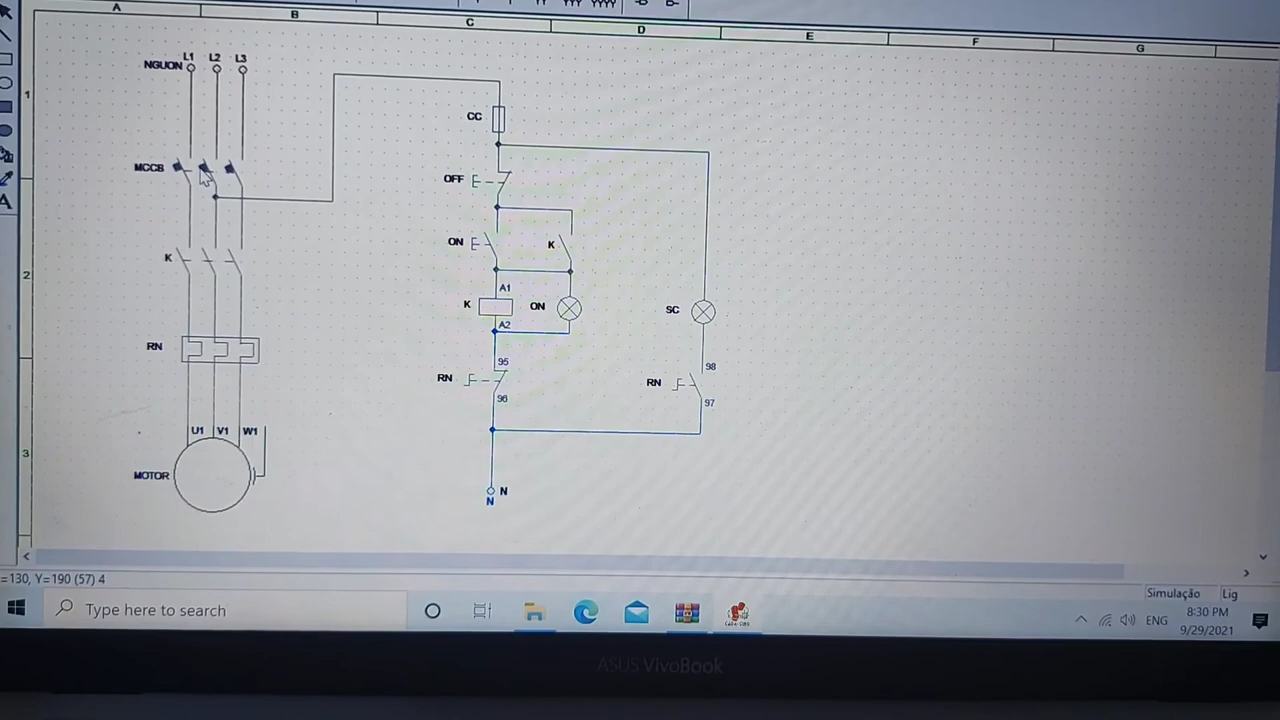 A B C D E F G
1
2
3
NGUON L1 L2 L3
MCCB
K
RN
U1 V1 W1
MOTOR
CC
OFF
ON K
A1
K ON
A2
95
RN
96
N
N
SC
98
RN
97
=130, Y=190 (57) 4
Simulação Lig
Type here to search
ENG
8:30 PM
9/29/2021
ASUS VivoBook